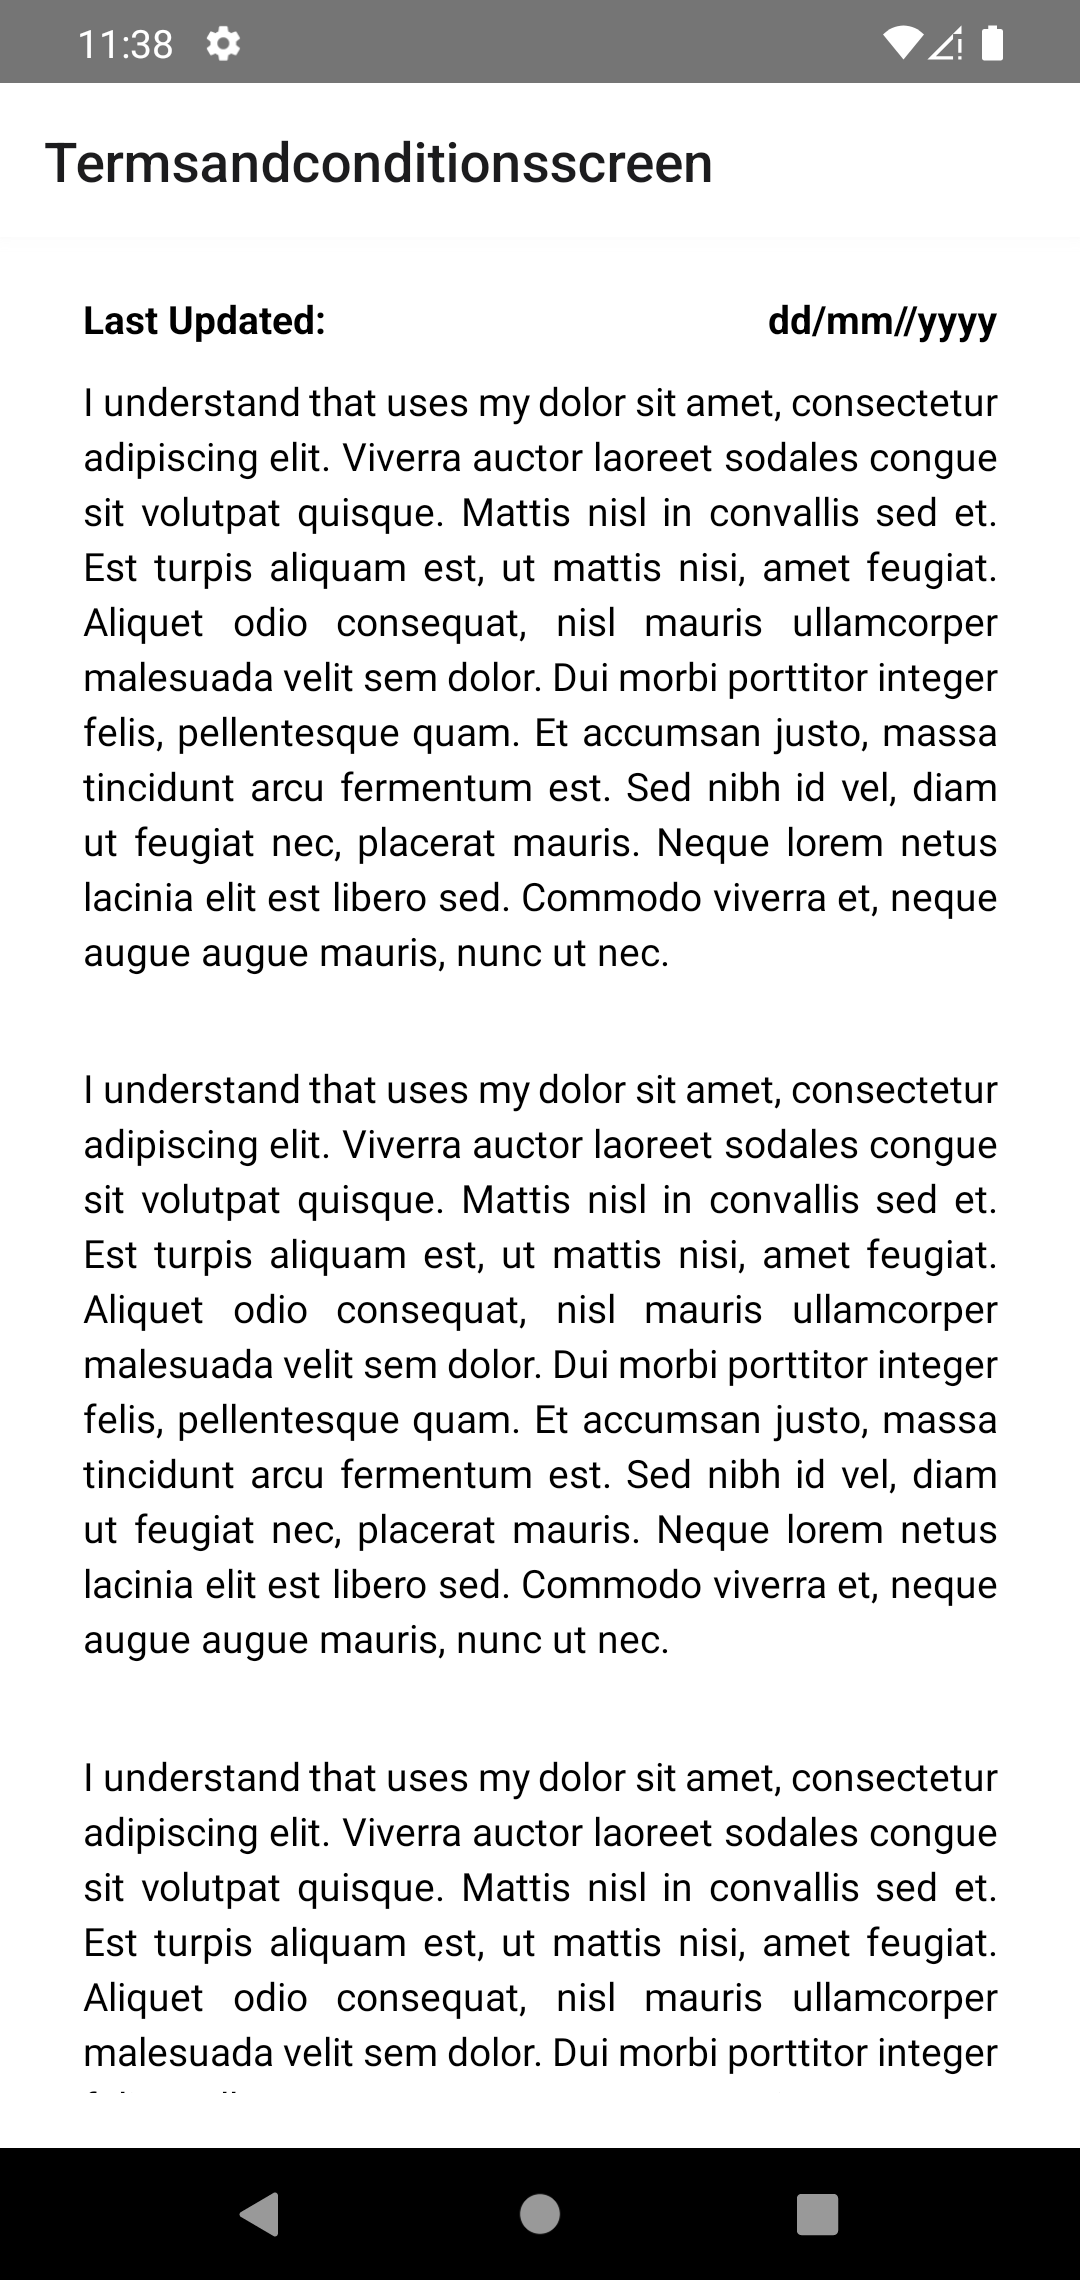 11:38
Termsandconditionsscreen
Last Updated: dd/mm//yyyy
I understand that uses my dolor sit amet, consectetur
adipiscing elit. Viverra auctor laoreet sodales congue
sit volutpat quisque. Mattis nisl in convallis sed et.
Est turpis aliquam est, ut mattis nisi, amet feugiat.
Aliquet odio consequat, nisl mauris ullamcorper
malesuada velit sem dolor. Dui morbi porttitor integer
felis, pellentesque quam. Et accumsan justo, massa
tincidunt arcu fermentum est. Sed nibh id vel, diam
ut feugiat nec, placerat mauris. Neque lorem netus
lacinia elit est libero sed. Commodo viverra et, neque
augue augue mauris, nunc ut nec.
I understand that uses my dolor sit amet, consectetur
adipiscing elit. Viverra auctor laoreet sodales congue
sit volutpat quisque. Mattis nisl in convallis sed et.
Est turpis aliquam est, ut mattis nisi, amet feugiat.
Aliquet odio consequat, nisl mauris ullamcorper
malesuada velit sem dolor. Dui morbi porttitor integer
felis, pellentesque quam. Et accumsan justo, massa
tincidunt arcu fermentum est. Sed nibh id vel, diam
ut feugiat nec, placerat mauris. Neque lorem netus
lacinia elit est libero sed. Commodo viverra et, neque
augue augue mauris, nunc ut nec.
I understand that uses my dolor sit amet, consectetur
adipiscing elit. Viverra auctor laoreet sodales congue
sit volutpat quisque. Mattis nisl in convallis sed et.
Est turpis aliquam est, ut mattis nisi, amet feugiat.
Aliquet odio consequat, nisl mauris ullamcorper
malesuada velit sem dolor. Dui morbi porttitor integer